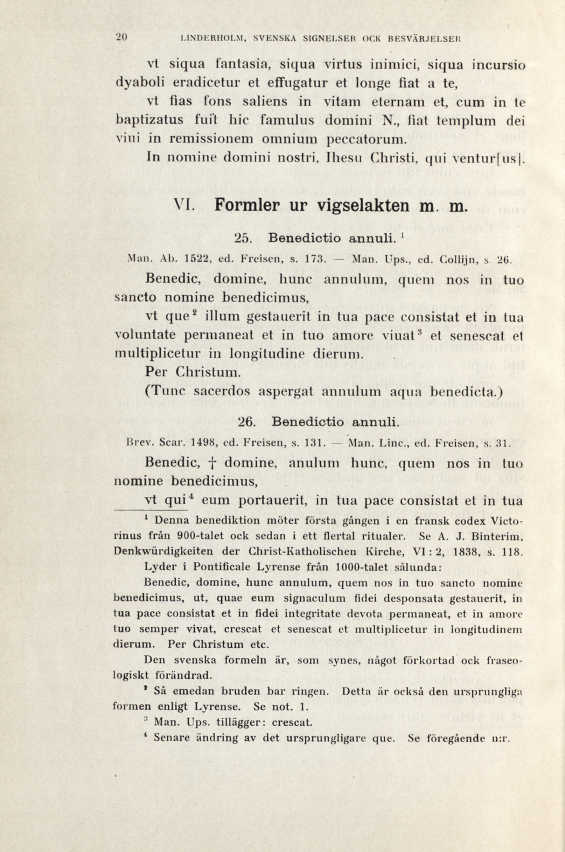 20 LINDERHOLM, SVENSKA SIGNELSER OCK BESVÄRJELSER
vt siqua fantasia, siqua virtus inimici, siqua incursio
dyaboli eradicetur et effugatur et longe fiat a te,
vt fias fons saliens in vitam eternam et, cum in te
baptizatus fuit hic famulus domini N., fiat templum dei
viui in remissionem omnium peccatorum.
In nomine domini nostri, Ihesu Christi, qui ventur[us].
VI. Formler ur vigselakten m. m.
25. Benedictio annuli. ¹
Man. Ab. 1522, ed. Freisen, s. 173. — Man. Ups., ed. Collijn, s. 26.
Benedic, domine, hunc annulum, quem nos in tuo
sancto nomine benedicimus,
vt que² illum gestauerit in tua pace consistat et in tua
voluntate permaneat et in tuo amore viuat³ et senescat et
multiplicetur in longitudine dierum.
Per Christum.
(Tunc sacerdos aspergat annulum aqua benedicta.)
26. Benedictio annuli.
Brev. Scar. 1498, ed. Freisen, s. 131. — Man. Linc., ed. Freisen, s. 31.
Benedic, † domine, anulum hunc, quem nos in tuo
nomine benedicimus,
vt qui⁴ eum portauerit, in tua pace consistat et in tua
¹ Denna benediktion möter första gången i en fransk codex Victo-
rinus från 900-talet ock sedan i ett flertal ritualer. Se A. J. Binterim,
Denkwürdigkeiten der Christ-Katholischen Kirche, VI : 2, 1838, s. 118.
Lyder i Pontificale Lyrense från 1000-talet sålunda:
Benedic, domine, hunc annulum, quem nos in tuo sancto nomine
benedicimus, ut, quae eum signaculum fidei desponsata gestauerit, in
tua pace consistat et in fidei integritate devota permaneat, et in amore
tuo semper vivat, crescat et senescat et multiplicetur in longitudinem
dierum. Per Christum etc.
Den svenska formeln är, som synes, något förkortad ock fraseo-
logiskt förändrad.
² Så emedan bruden bar ringen. Detta är också den ursprungliga
formen enligt Lyrense. Se not. 1.
³ Man. Ups. tillägger: crescat.
⁴ Senare ändring av det ursprungligare que. Se föregående n:r.